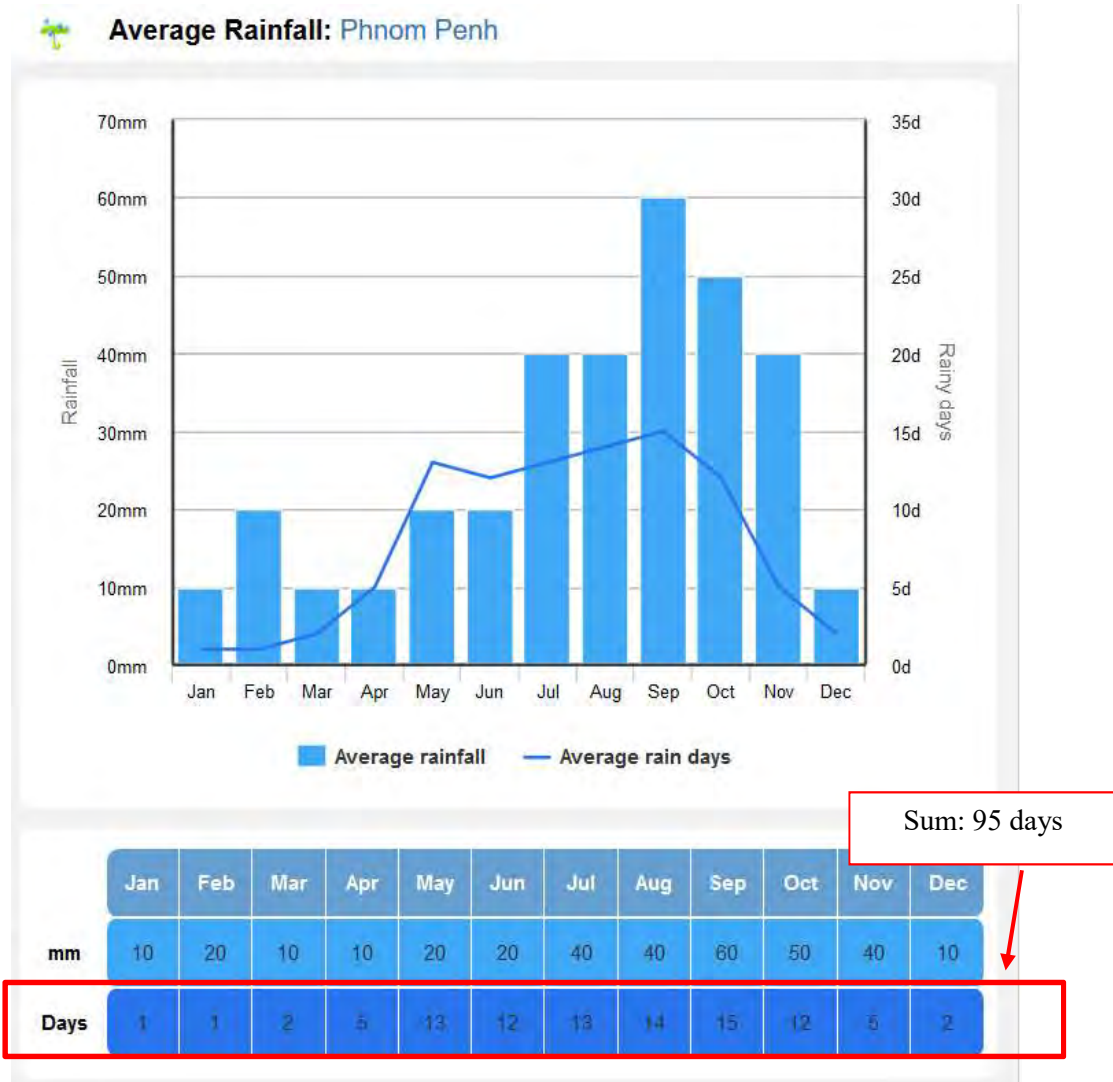 Average Rainfall: Phnom Penh
70mm 35d
60mm 30d
50mm 25d
40mm 20d
30mm 15d
20mm 10d
10mm 5d
0mm 0d
Rainfall
Rainy days
Jan Feb Mar Apr May Jun Jul Aug Sep Oct Nov Dec
Average rainfall Average rain days
Sum: 95 days
Jan Feb Mar Apr May Jun Jul Aug Sep Oct Nov Dec
mm 10 20 10 10 20 20 40 40 60 50 40 10
Days 1 1 2 5 13 12 13 14 15 12 5 2